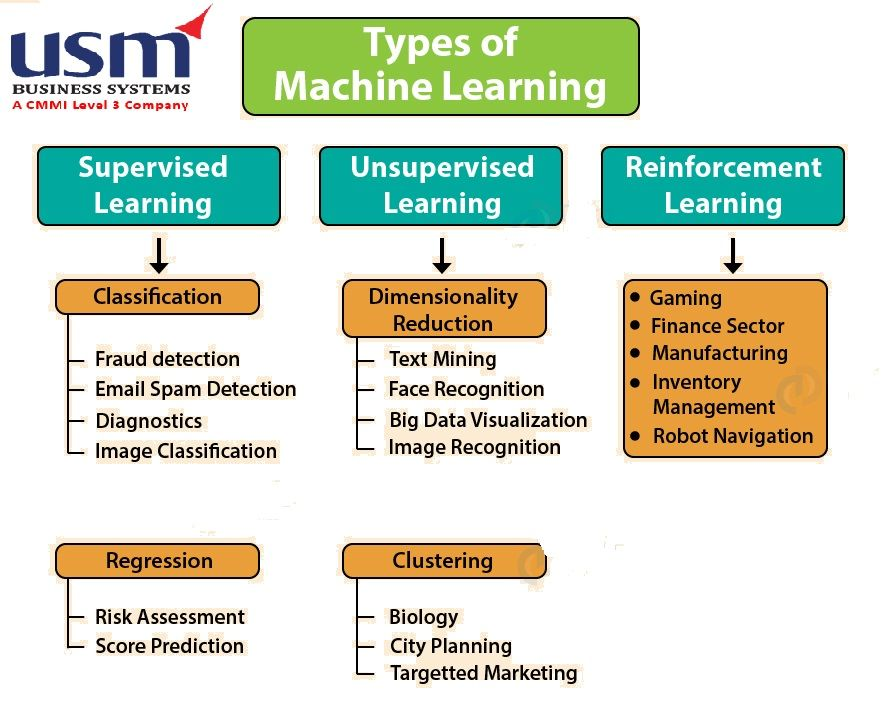 usm
BUSINESS SYSTEMS
A CMMI Level 3 Company
Types of
Machine Learning
Supervised
Learning
Classification
Fraud detection
Email Spam Detection
Diagnostics
Image Classification
Regression
Risk Assessment
Score Prediction
Unsupervised
Learning
Dimensionality
Reduction
Text Mining
Face Recognition
Big Data Visualization
Image Recognition
Clustering
Biology
City Planning
Targetted Marketing
Reinforcement
Learning
• Gaming
• Finance Sector
• Manufacturing
• Inventory
Management
• Robot Navigation